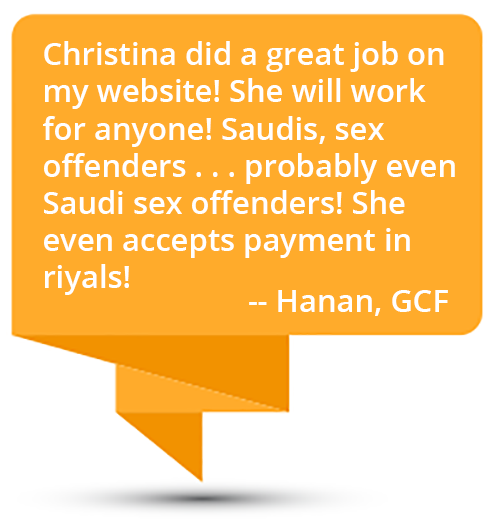 Christina did a great job on
my website! She will work
for anyone! Saudis, sex
offenders . . . probably even
Saudi sex offenders! She
even accepts payment in
riyals!
-- Hanan, GCF